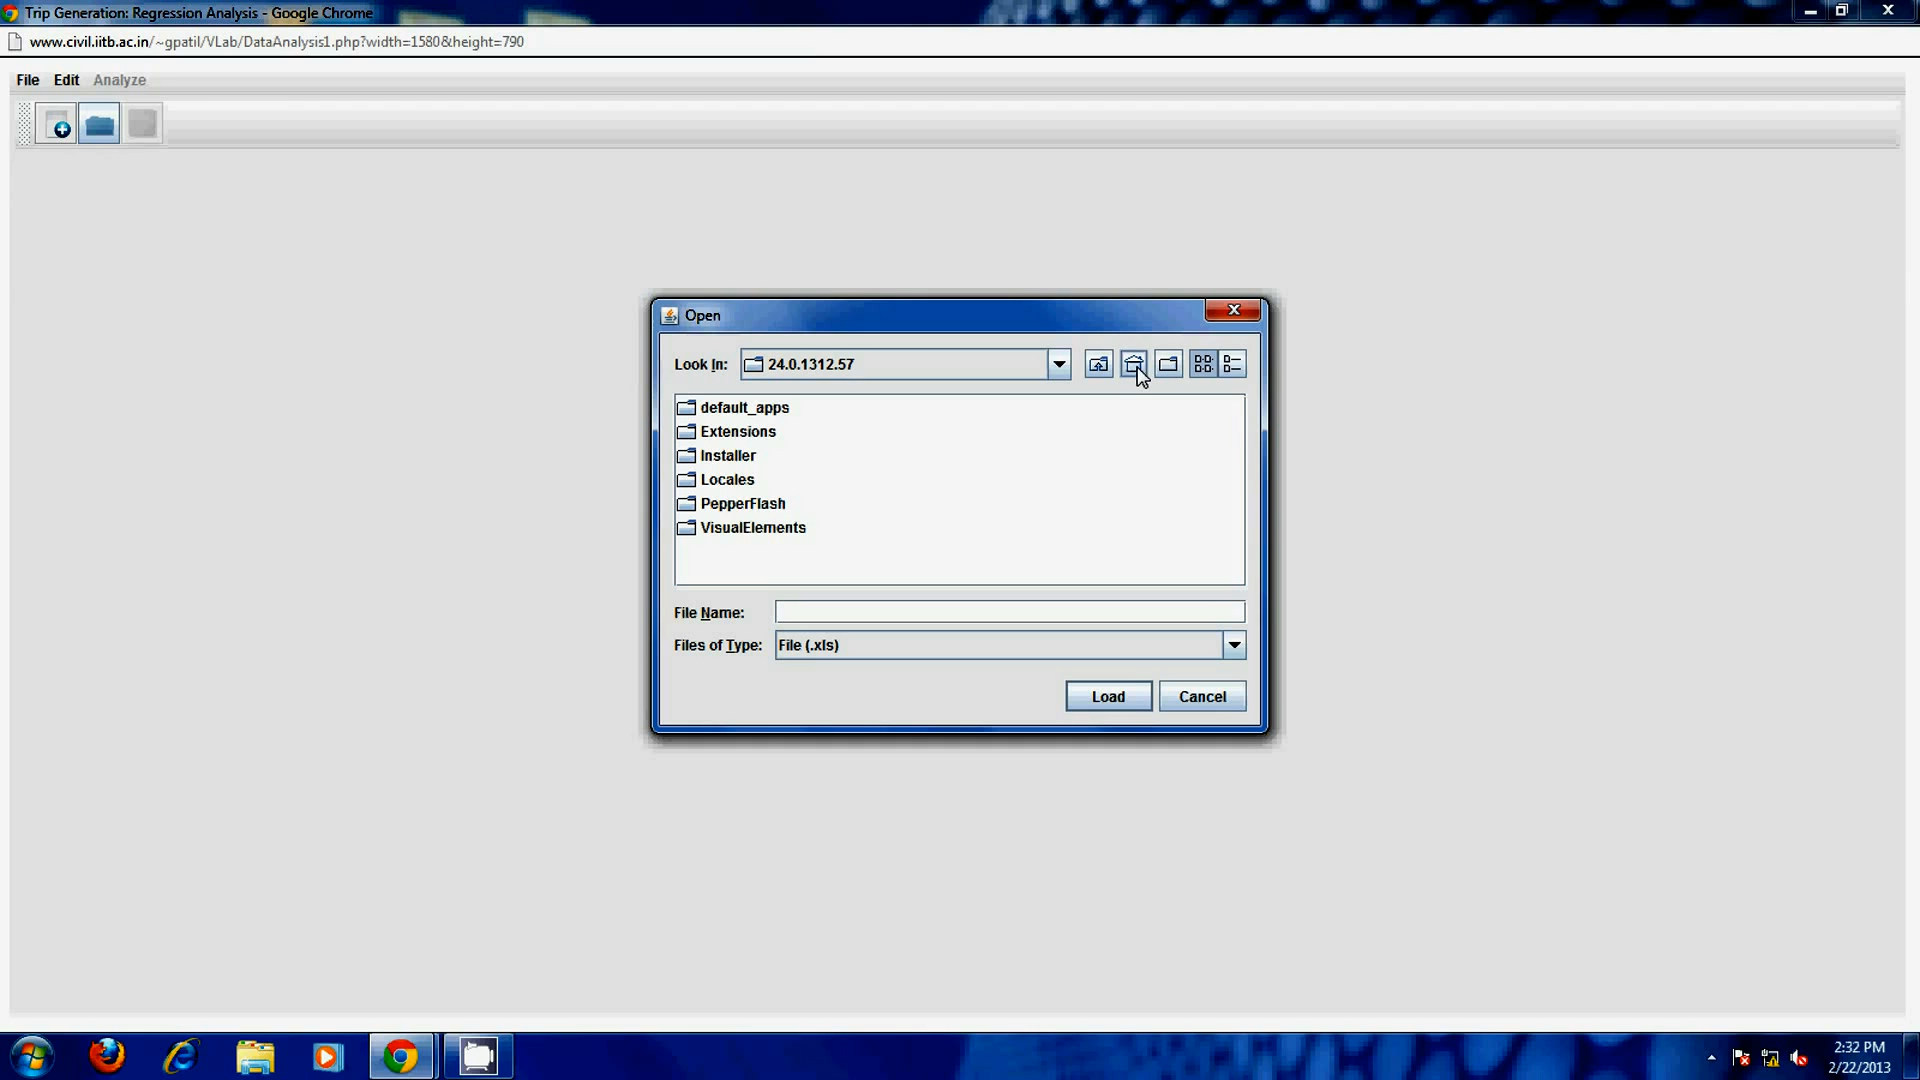 Trip Generation: Regression Analysis - Google Chrome
www.civil.iitb.ac.in/~gpatil/VLab/DataAnalysis1.php?width=1580&height=790
File Edit Analyze
Open
Look In: 24.0.1312.57
default_apps
Extensions
Installer
Locales
PepperFlash
VisualElements
File Name:
Files of Type: File (.xls)
Load Cancel
2:32 PM
2/22/2013